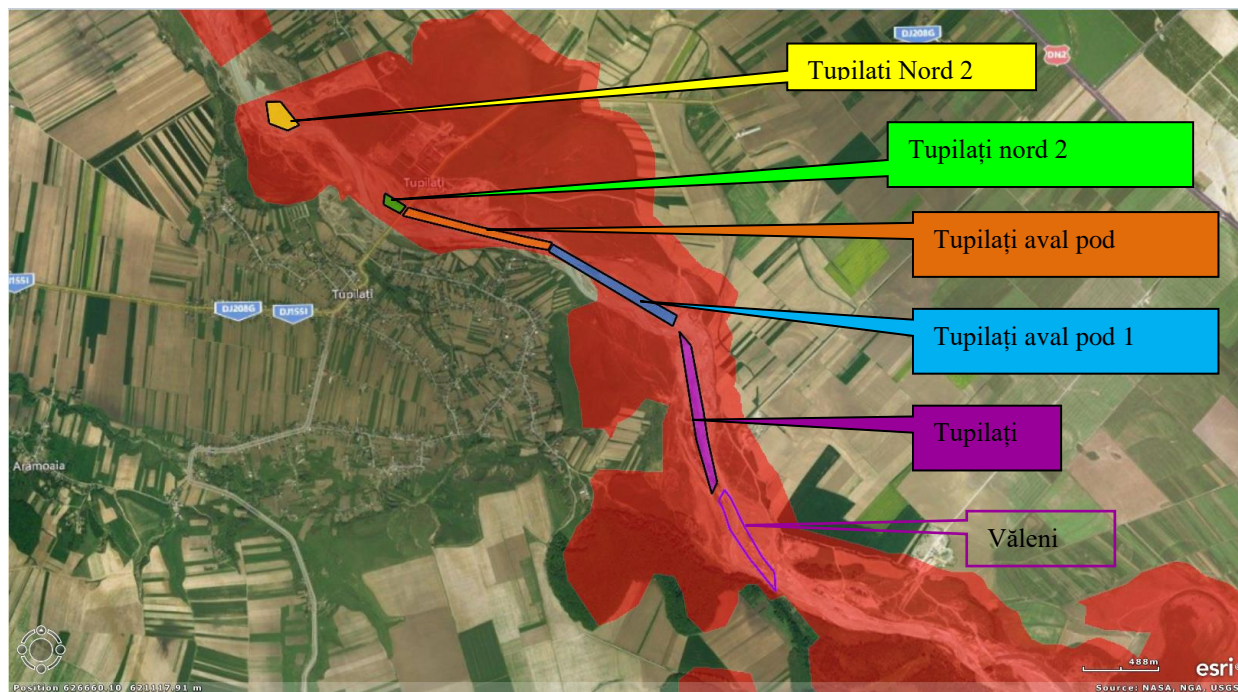 DJ208G
DN2
Tupilati Nord 2
Tupilați nord 2
Tupilați
Tupilați aval pod
DJ155I
Tupilați
DJ208G
DJ155I
Tupilați aval pod 1
Tupilați
Aramoaia
Văleni
488m
esri
Position 626660.10, 621117.91 m
Source: NASA, NGA, USGS